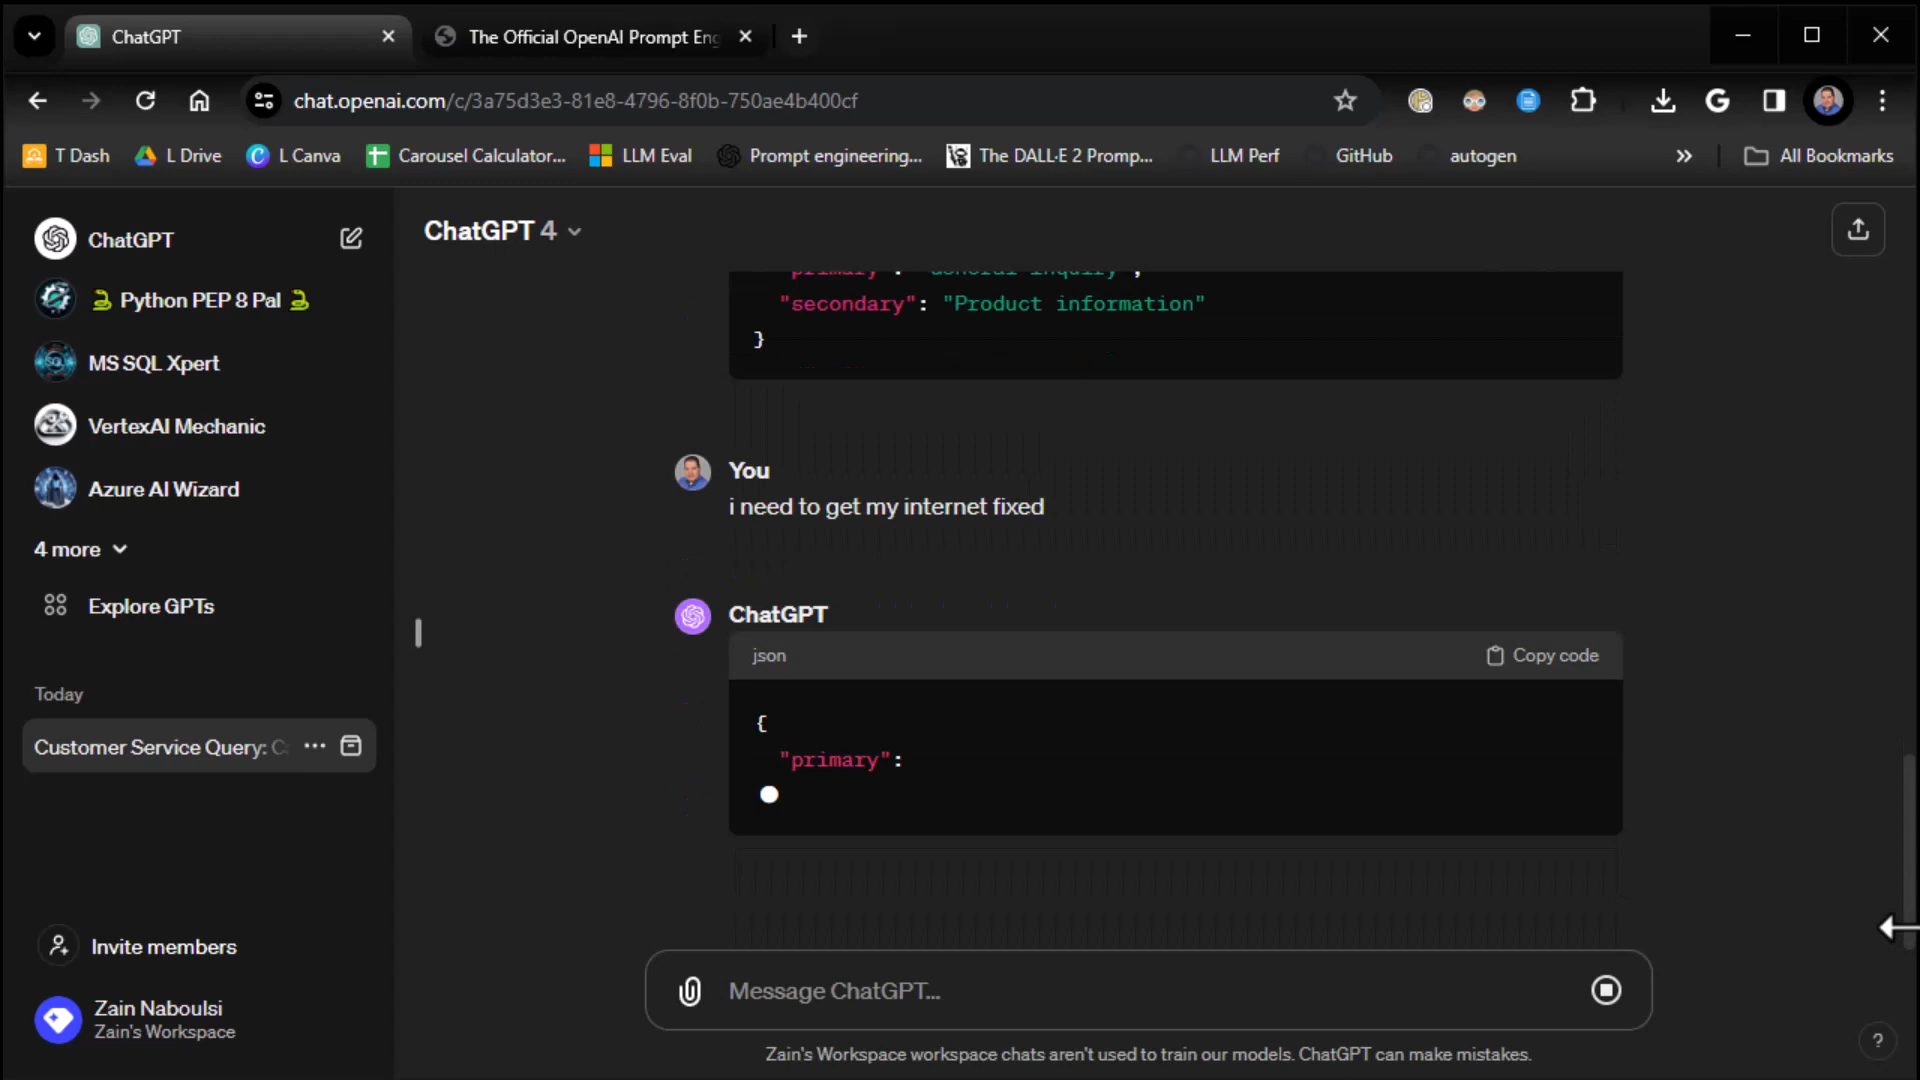 ChatGPT
The Official OpenAI Prompt Eng
chat.openai.com/c/3a75d3e3-81e8-4796-8f0b-750ae4b400cf
T Dash
L Drive
L Canva
Carousel Calculator...
LLM Eval
Prompt engineering...
The DALL·E 2 Promp...
LLM Perf
GitHub
autogen
All Bookmarks
ChatGPT
Python PEP 8 Pal
MS SQL Xpert
VertexAI Mechanic
Azure AI Wizard
4 more
Explore GPTs
Today
Customer Service Query: C
Invite members
Zain Naboulsi
Zain's Workspace
ChatGPT 4
"primary": "General inquiry",
"secondary": "Product information"
}
You
i need to get my internet fixed
ChatGPT
json
Copy code
{
"primary":
Message ChatGPT...
Zain's Workspace workspace chats aren't used to train our models. ChatGPT can make mistakes.
?